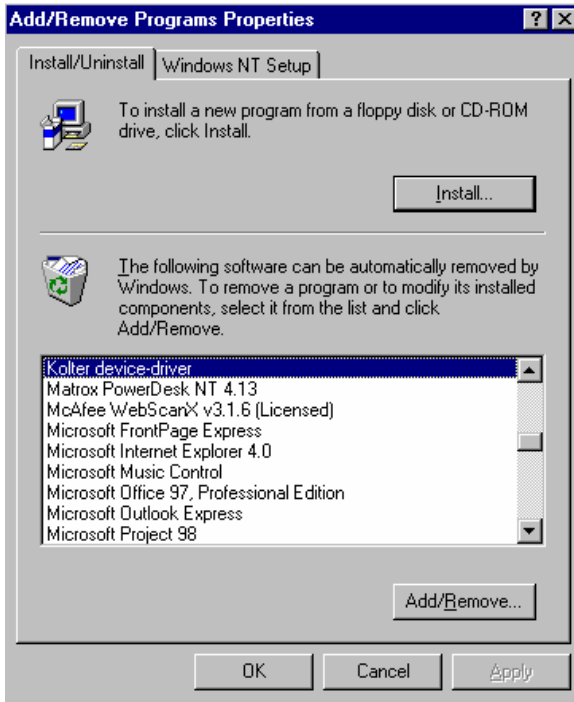 Add/Remove Programs Properties
Install/Uninstall
Windows NT Setup
To install a new program from a floppy disk or CD-ROM
drive, click Install.
Install...
The following software can be automatically removed by
Windows. To remove a program or to modify its installed
components, select it from the list and click
Add/Remove.
Kolter device-driver
Matrox PowerDesk NT 4.13
McAfee WebScanX v3.1.6 (Licensed)
Microsoft FrontPage Express
Microsoft Internet Explorer 4.0
Microsoft Music Control
Microsoft Office 97, Professional Edition
Microsoft Outlook Express
Microsoft Project 98
Add/Remove...
OK
Cancel
Apply